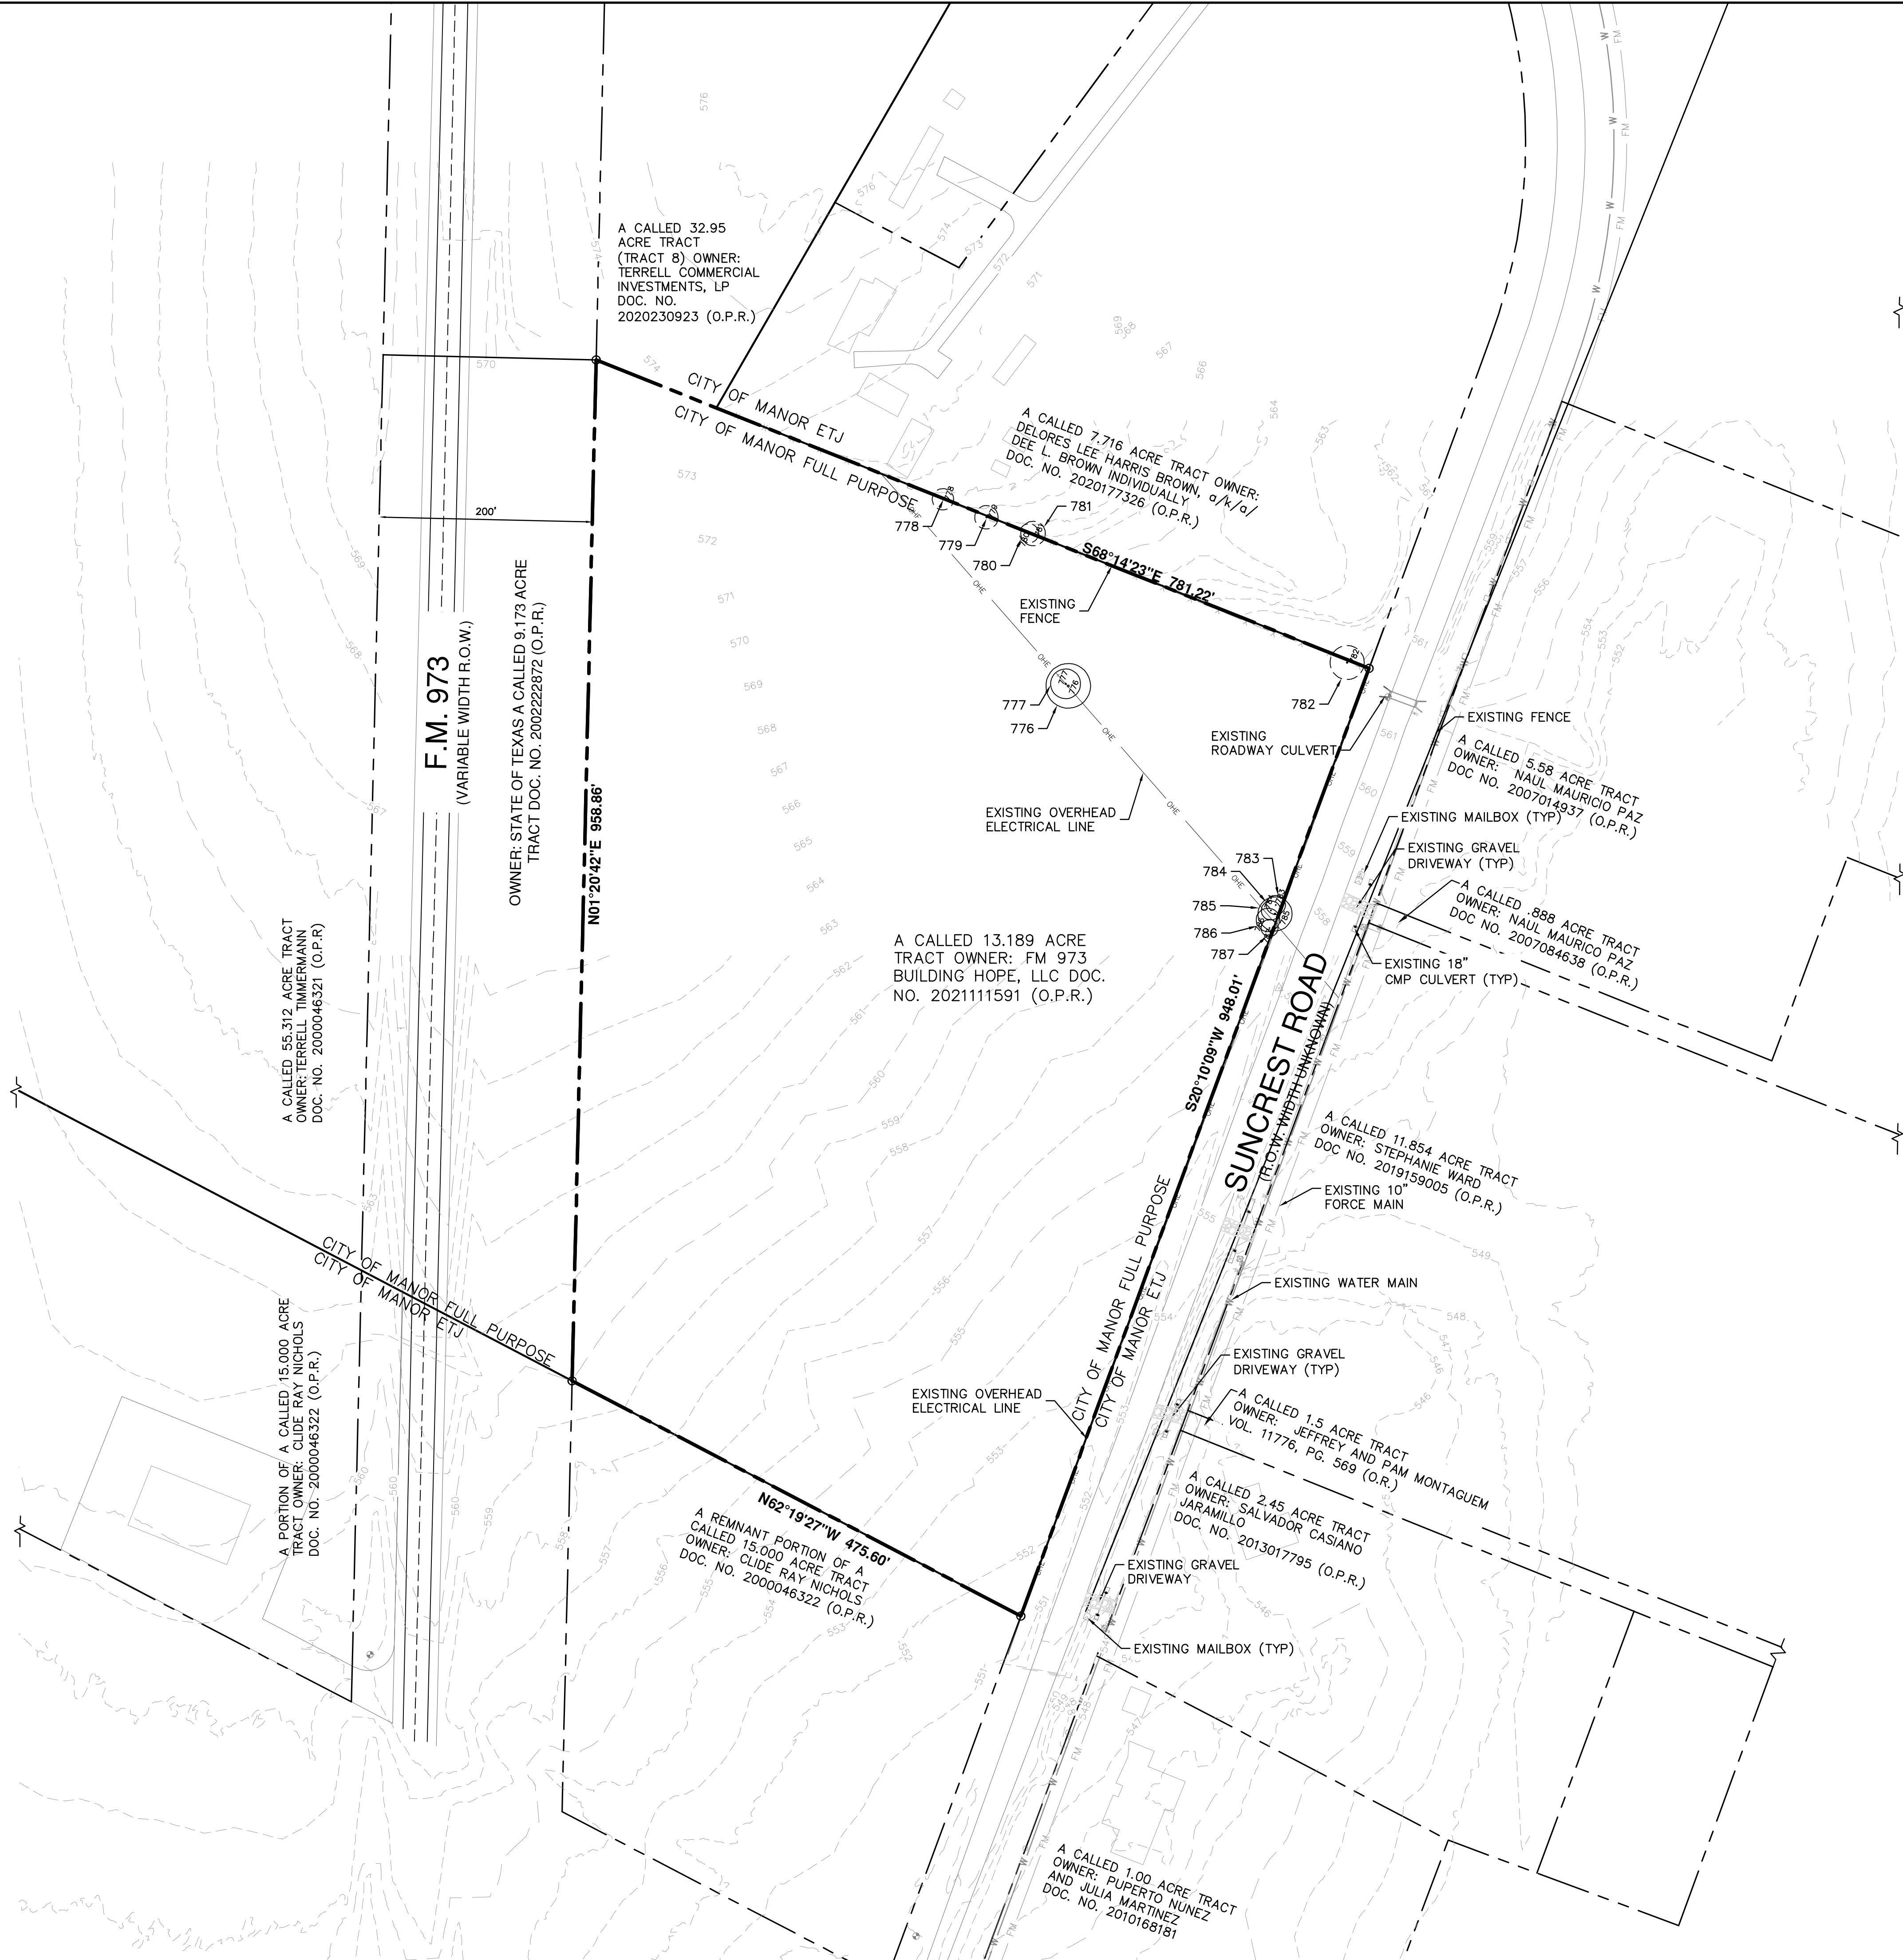 A CALLED 32.95
ACRE TRACT
(TRACT 8) OWNER:
TERRELL COMMERCIAL
INVESTMENTS, LP
DOC. NO.
2020230923 (O.P.R.)
CITY OF MANOR ETJ
CITY OF MANOR FULL PURPOSE
A CALLED 7.716 ACRE TRACT OWNER:
DELORES LEE HARRIS BROWN, a/k/a/
DEE L. BROWN INDIVIDUALLY
DOC. NO. 2020177326 (O.P.R.)
200'
778
779
780
781
S68°14'23"E 781.22'
EXISTING
FENCE
782
777
776
EXISTING
ROADWAY CULVERT
EXISTING OVERHEAD
ELECTRICAL LINE
F.M. 973
(VARIABLE WIDTH R.O.W.)
OWNER: STATE OF TEXAS A CALLED 9.173 ACRE
TRACT DOC. NO. 2002222872 (O.P.R.)
N01°20'42"E 958.86'
EXISTING FENCE
A CALLED 5.58 ACRE TRACT
OWNER: NAUL MAURICIO PAZ
DOC NO. 2007014937 (O.P.R.)
EXISTING MAILBOX (TYP)
EXISTING GRAVEL
DRIVEWAY (TYP)
A CALLED .888 ACRE TRACT
OWNER: NAUL MAURICO PAZ
DOC NO. 2007084638 (O.P.R.)
EXISTING 18"
CMP CULVERT (TYP)
783
784
785
786
787
A CALLED 13.189 ACRE
TRACT OWNER: FM 973
BUILDING HOPE, LLC DOC.
NO. 2021111591 (O.P.R.)
S20°10'09"W 948.01'
SUNCREST ROAD
(R.O.W. WIDTH UNKNOWN)
A CALLED 55.312 ACRE TRACT
OWNER: TERRELL TIMMERMANN
DOC. NO. 2000046321 (O.P.R)
A CALLED 11.854 ACRE TRACT
OWNER: STEPHANIE WARD
DOC NO. 2019159005 (O.P.R.)
EXISTING 10"
FORCE MAIN
EXISTING WATER MAIN
CITY OF MANOR FULL PURPOSE
CITY OF MANOR ETJ
CITY OF MANOR FULL PURPOSE
CITY OF MANOR ETJ
A PORTION OF A CALLED 15.000 ACRE
TRACT OWNER: CLIDE RAY NICHOLS
DOC. NO. 2000046322 (O.P.R.)
EXISTING OVERHEAD
ELECTRICAL LINE
EXISTING GRAVEL
DRIVEWAY (TYP)
A CALLED 1.5 ACRE TRACT
OWNER: JEFFREY AND PAM MONTAGUEM
VOL. 11776, PG. 569 (O.R.)
N62°19'27"W 475.60'
A REMNANT PORTION OF A
CALLED 15.000 ACRE TRACT
OWNER: CLIDE RAY NICHOLS
DOC. NO. 2000046322 (O.P.R.)
A CALLED 2.45 ACRE TRACT
OWNER: SALVADOR CASIANO
JARAMILLO
DOC. NO. 2013017795 (O.P.R.)
EXISTING GRAVEL
DRIVEWAY
EXISTING MAILBOX (TYP)
A CALLED 1.00 ACRE TRACT
OWNER: PUPERTO NUNEZ
AND JULIA MARTINEZ
DOC. NO. 2010168181